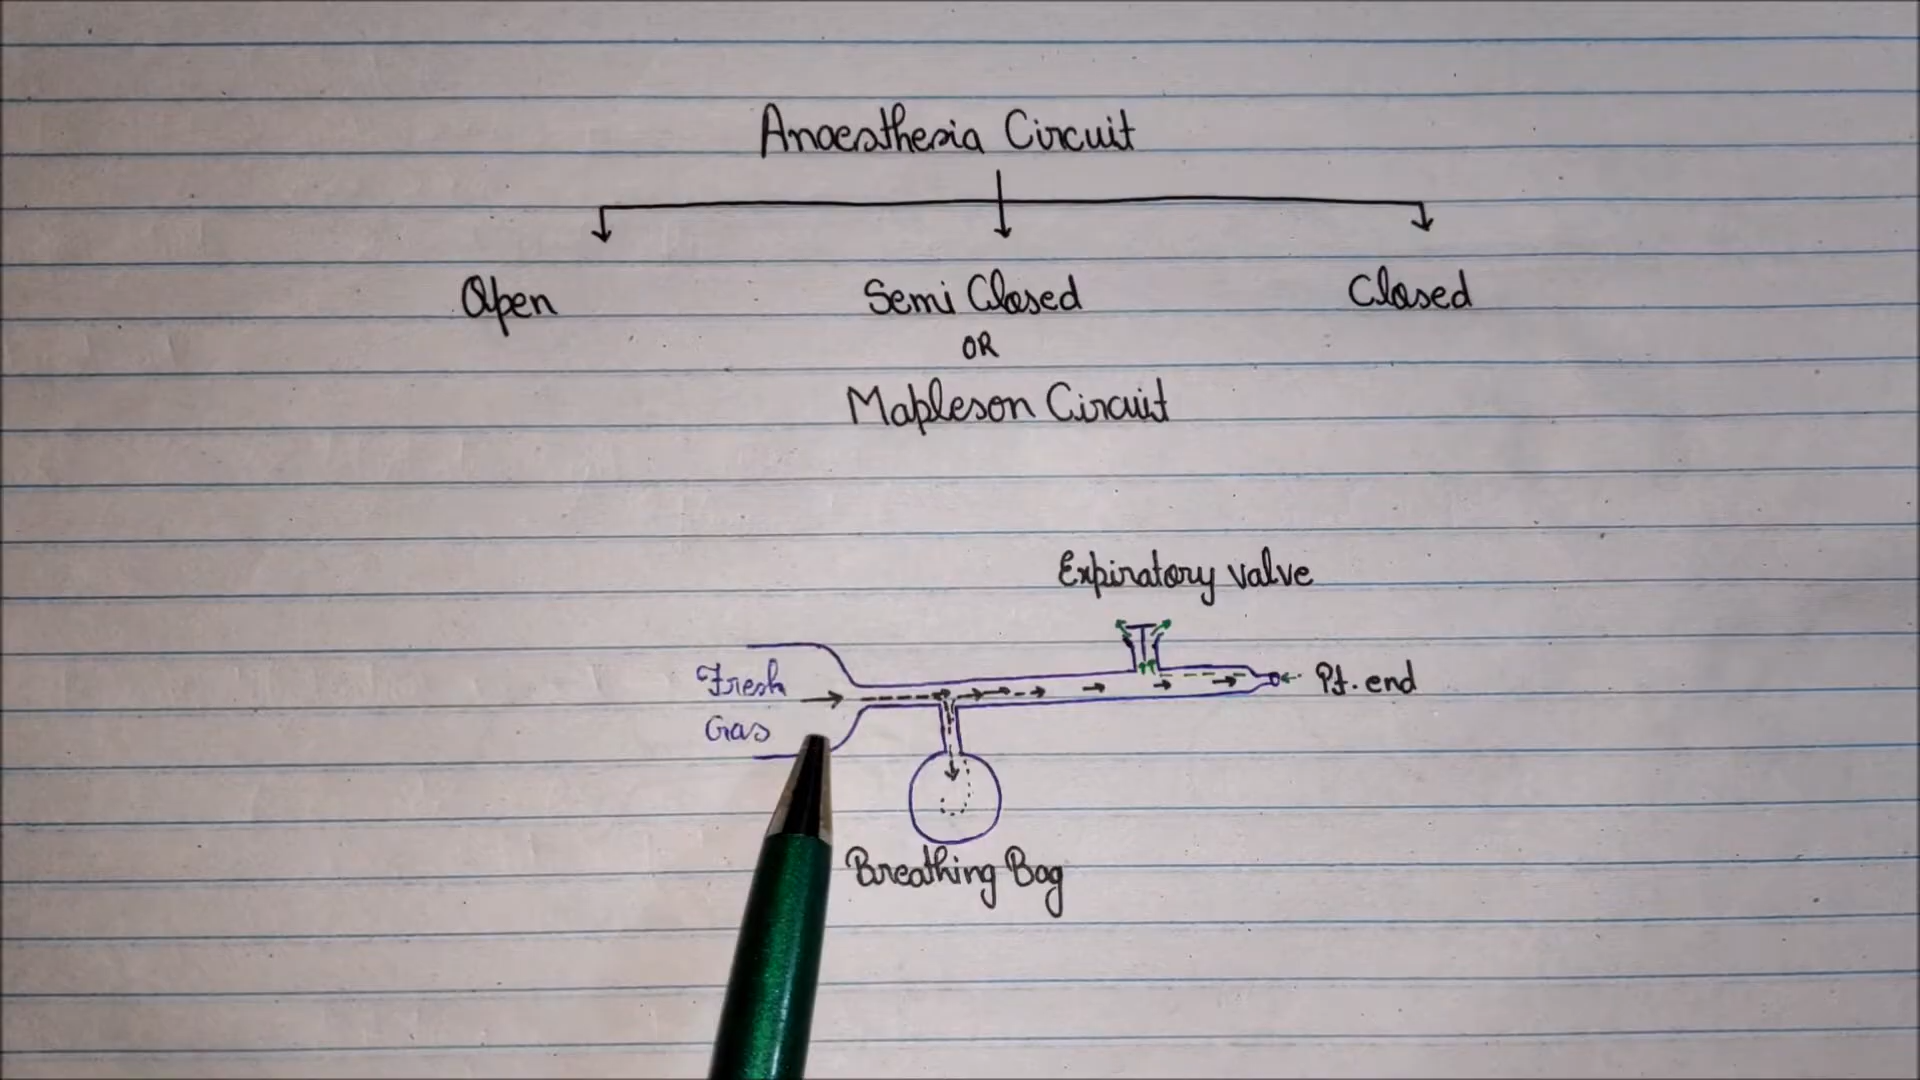 Anaesthesia Circuit
Open
Semi Closed
OR
Mapleson Circuit
Closed
Expiratory valve
Fresh
Gas
Pt. end
Breathing Bag